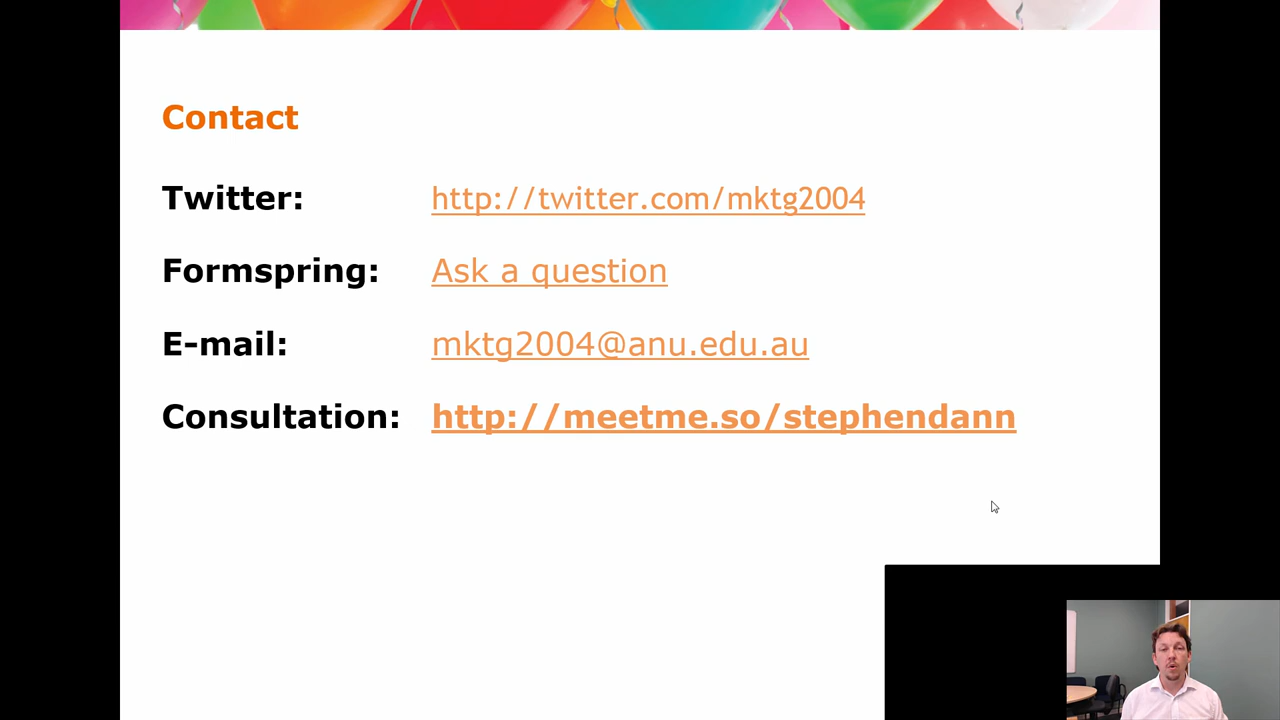 Contact
Twitter: http://twitter.com/mktg2004
Formspring: Ask a question
E-mail: mktg2004@anu.edu.au
Consultation: http://meetme.so/stephendann